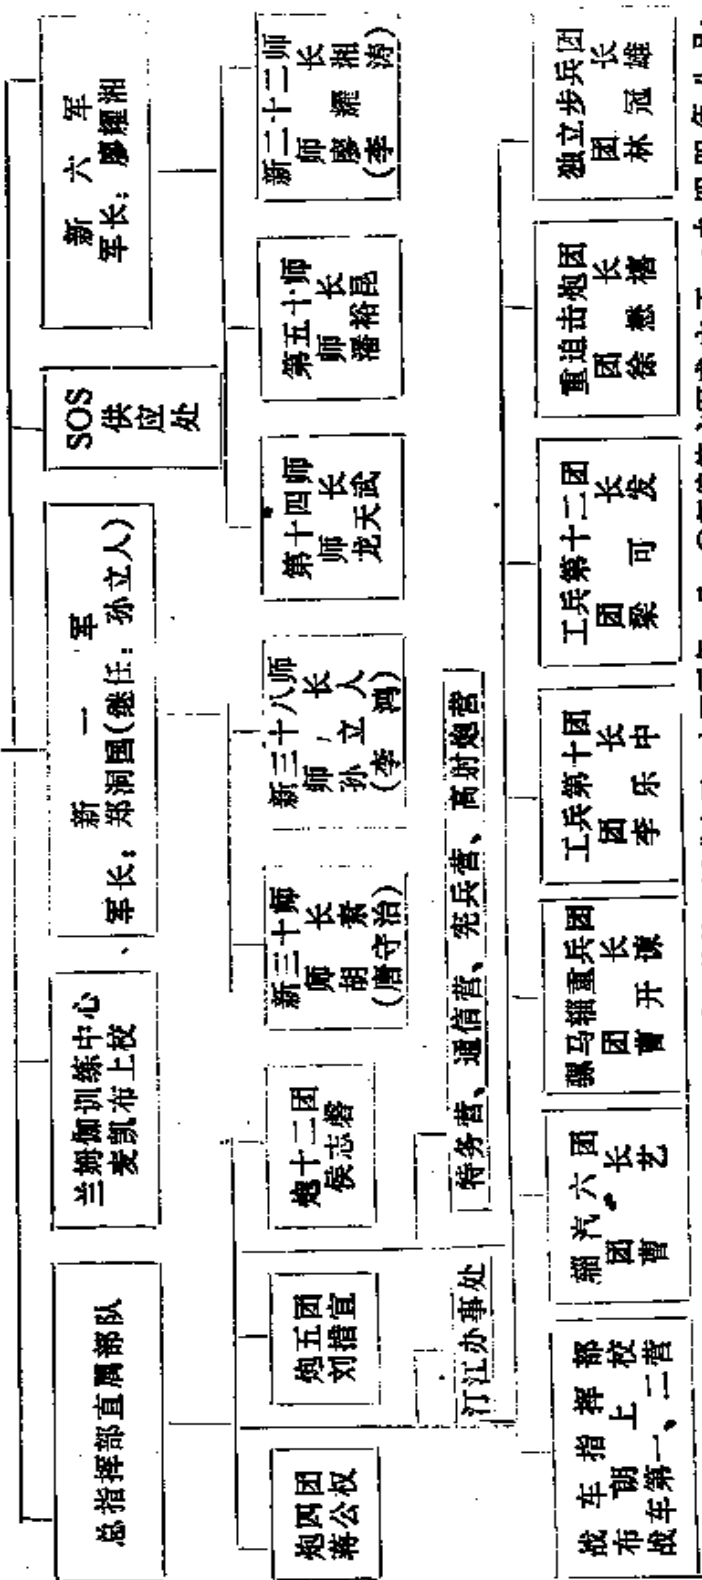 总指挥部直属部队
兰姆伽训练中心
麦凯布上校
新一军
军长：郑洞国（继任：孙立人）
SOS
供应处
新六军
军长：廖耀湘
炮四团
蒋公权
炮五团
刘措宜
炮十二团
侯志磐
新三十师
师长
胡素
（唐守治）
新三十八师
师长
孙立人
（李鸿）
第十四师
师长
龙天武
第五十师
师长
潘裕昆
新二十二师
师长
廖耀湘
（李涛）
汀江办事处
特务营、通信营、宪兵营、高射炮营
战车指挥部
布朗上校
战车第一、二营
辎汽六团
团长
曹艺
骡马辎重兵团
团长
曹开谏
工兵第十团
团长
李乐中
工兵第十二团
团长
梁可发
重迫击炮团
团长
徐懋禧
独立步兵团
团长
林冠雄